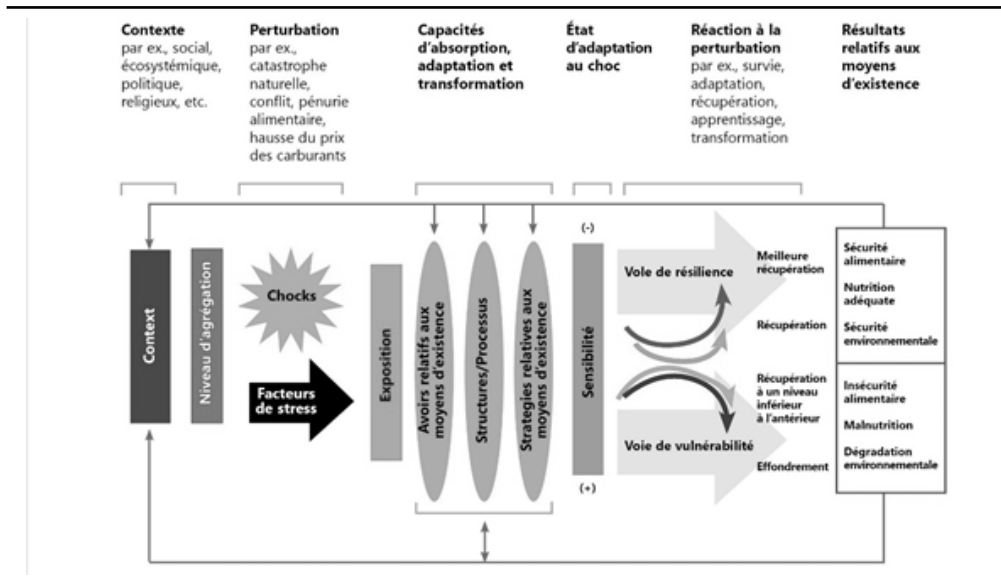 Contexte
par ex., social,
écosystémique,
politique,
religieux, etc.
Perturbation
par ex.,
catastrophe
naturelle,
conflit, pénurie
alimentaire,
hausse du prix
des carburants
Capacités
d'absorption,
adaptation et
transformation
État
d'adaptation
au choc
Réaction à la
perturbation
par ex., survie,
adaptation,
récupération,
apprentissage,
transformation
Résultats
relatifs aux
moyens
d'existence
Context
Niveau d'agrégation
Chocks
Facteurs
de stress
Exposition
Avoirs relatifs aux
moyens d'existence
Structures/Processus
Strategies relatives aux
moyens d'existence
(-)
Sensibilité
(+)
Vole de résilience
Voie de vulnérabilité
Meilleure
récupération
Récupération
Récupération
à un niveau
inférieur
à l'antérieur
Effondrement
Sécurité
alimentaire
Nutrition
adéquate
Sécurité
environnementale
Insécurité
alimentaire
Malnutrition
Dégradation
environnementale